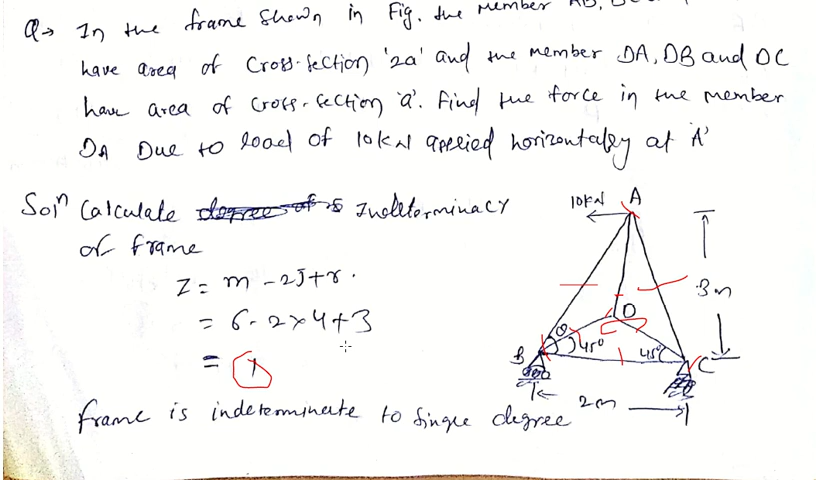 Q→ In the frame shown in Fig. the member AB,
have area of Cross-section '2a' and the member DA, DB and DC
have area of Cross-section 'a'. Find the force in the member
DA Due to load of 10kN applied horizontally at 'A'
Solⁿ Calculate Indeterminacy
of frame
I = m - 2J + r.
= 6 - 2×4+3
= 1
frame is indeterminate to single degree
10kN A
3m
D
θ
B 45° 45° C
2m